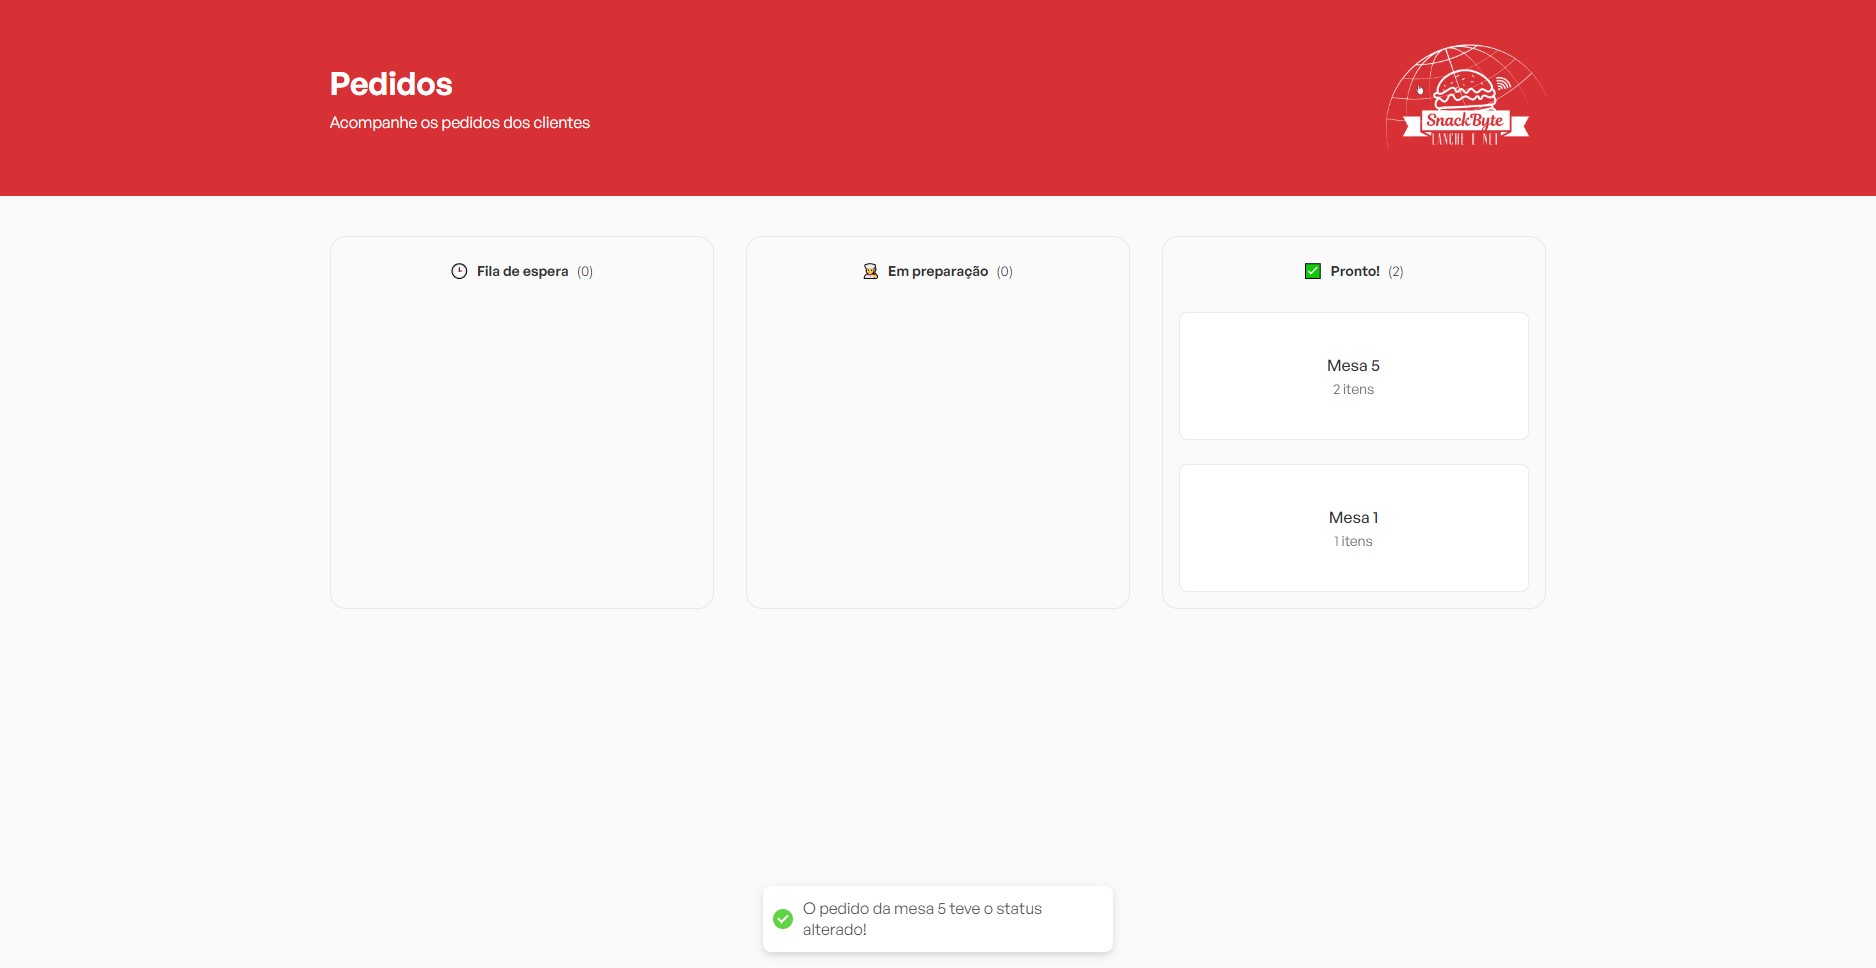 Pedidos
Acompanhe os pedidos dos clientes
SnackByte
LANCHE E NET
Fila de espera (0)
Em preparação (0)
Pronto! (2)
Mesa 5
2 itens
Mesa 1
1 itens
O pedido da mesa 5 teve o status
alterado!